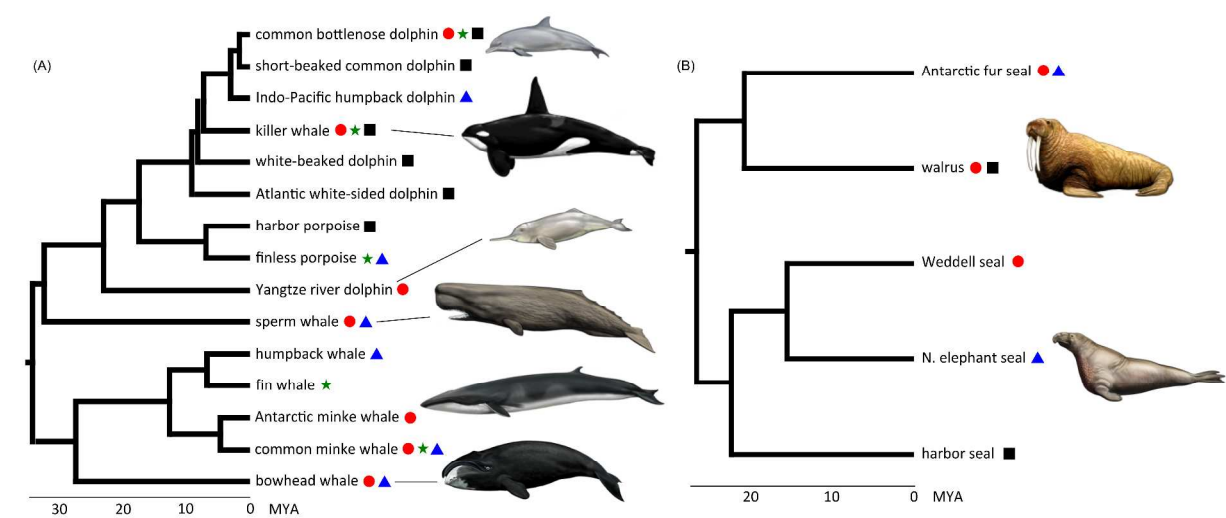 (A)
common bottlenose dolphin
short-beaked common dolphin
Indo-Pacific humpback dolphin
killer whale
white-beaked dolphin
Atlantic white-sided dolphin
harbor porpoise
finless porpoise
Yangtze river dolphin
sperm whale
humpback whale
fin whale
Antarctic minke whale
common minke whale
bowhead whale
30 20 10 0 MYA
(B)
Antarctic fur seal
walrus
Weddell seal
N. elephant seal
harbor seal
20 10 0 MYA